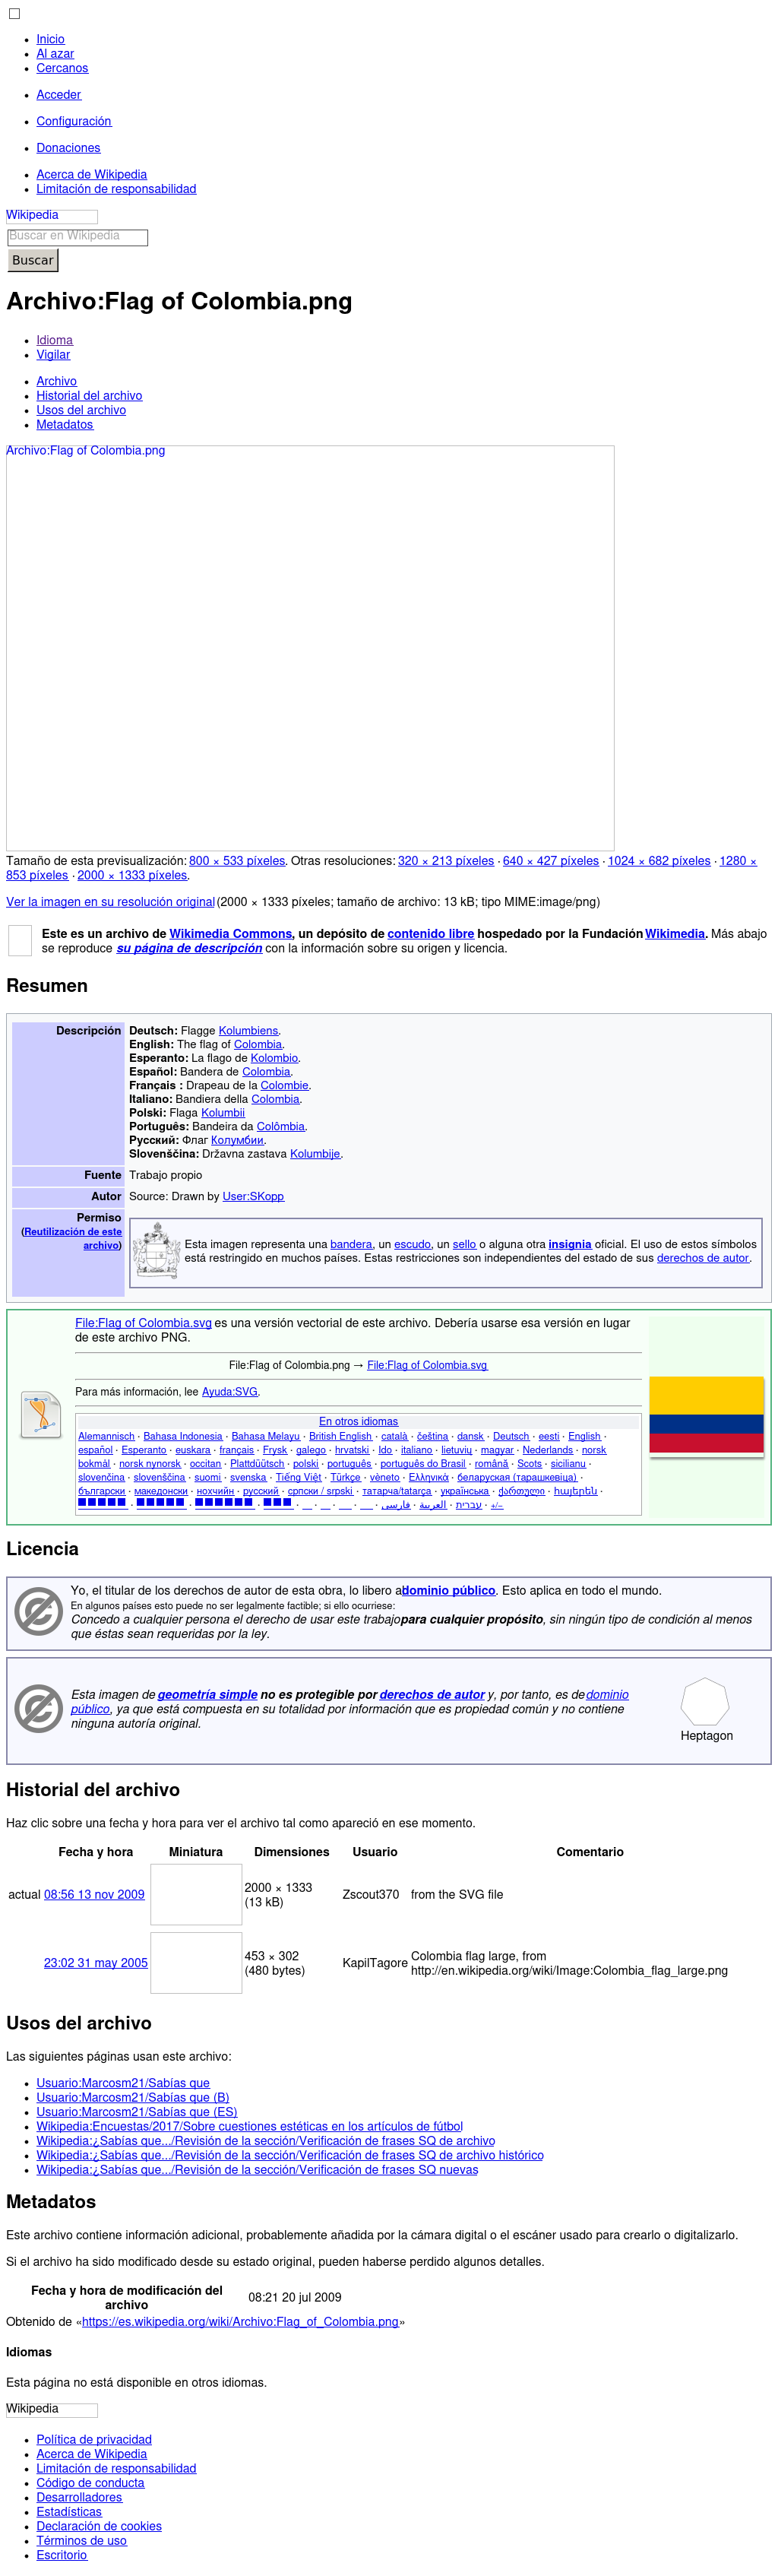 Inicio
Al azar
Cercanos
Acceder
Configuración
Donaciones
Acerca de Wikipedia
Limitación de responsabilidad
Wikipedia
Buscar en Wikipedia
Buscar
Archivo:Flag of Colombia.png
Idioma
Vigilar
Archivo
Historial del archivo
Usos del archivo
Metadatos
Archivo:Flag of Colombia.png
Tamaño de esta previsualización: 800 × 533 píxeles. Otras resoluciones: 320 × 213 píxeles · 640 × 427 píxeles · 1024 × 682 píxeles · 1280 ×
853 píxeles · 2000 × 1333 píxeles.
Ver la imagen en su resolución original (2000 × 1333 píxeles; tamaño de archivo: 13 kB; tipo MIME:image/png)
Este es un archivo de Wikimedia Commons, un depósito de contenido libre hospedado por la Fundación Wikimedia. Más abajo
se reproduce su página de descripción con la información sobre su origen y licencia.
Resumen
Descripción
Deutsch: Flagge Kolumbiens.
English: The flag of Colombia.
Esperanto: La flago de Kolombio.
Español: Bandera de Colombia.
Français : Drapeau de la Colombie.
Italiano: Bandiera della Colombia.
Polski: Flaga Kolumbii
Português: Bandeira da Colômbia.
Русский: Флаг Колумбии.
Slovenščina: Državna zastava Kolumbije.
Fuente Trabajo propio
Autor Source: Drawn by User:SKopp
Permiso
(Reutilización de este
archivo)
Esta imagen representa una bandera, un escudo, un sello o alguna otra insignia oficial. El uso de estos símbolos
está restringido en muchos países. Estas restricciones son independientes del estado de sus derechos de autor.
File:Flag of Colombia.svg es una versión vectorial de este archivo. Debería usarse esa versión en lugar
de este archivo PNG.
File:Flag of Colombia.png → File:Flag of Colombia.svg
Para más información, lee Ayuda:SVG.
En otros idiomas
Alemannisch · Bahasa Indonesia · Bahasa Melayu · British English · català · čeština · dansk · Deutsch · eesti · English ·
español · Esperanto · euskara · français · Frysk · galego · hrvatski · Ido · italiano · lietuvių · magyar · Nederlands · norsk
bokmål · norsk nynorsk · occitan · Plattdüütsch · polski · português · português do Brasil · română · Scots · sicilianu ·
slovenčina · slovenščina · suomi · svenska · Tiếng Việt · Türkçe · vèneto · Ελληνικά · беларуская (тарашкевіца) ·
български · македонски · нохчийн · русский · српски / srpski · татарча/tatarça · українська · ქართული · հայերեն ·
فارسی · العربية · עברית · +/−
Licencia
Yo, el titular de los derechos de autor de esta obra, lo libero al dominio público. Esto aplica en todo el mundo.
En algunos países esto puede no ser legalmente factible; si ello ocurriese:
Concedo a cualquier persona el derecho de usar este trabajo para cualquier propósito, sin ningún tipo de condición al menos
que éstas sean requeridas por la ley.
Esta imagen de geometría simple no es protegible por derechos de autor y, por tanto, es de dominio
público, ya que está compuesta en su totalidad por información que es propiedad común y no contiene
ninguna autoría original.
Heptagon
Historial del archivo
Haz clic sobre una fecha y hora para ver el archivo tal como apareció en ese momento.
Fecha y hora Miniatura Dimensiones Usuario Comentario
actual 08:56 13 nov 2009 2000 × 1333
(13 kB) Zscout370 from the SVG file
23:02 31 may 2005 453 × 302
(480 bytes) KapilTagore Colombia flag large, from
http://en.wikipedia.org/wiki/Image:Colombia_flag_large.png
Usos del archivo
Las siguientes páginas usan este archivo:
Usuario:Marcosm21/Sabías que
Usuario:Marcosm21/Sabías que (B)
Usuario:Marcosm21/Sabías que (ES)
Wikipedia:Encuestas/2017/Sobre cuestiones estéticas en los artículos de fútbol
Wikipedia:¿Sabías que.../Revisión de la sección/Verificación de frases SQ de archivo
Wikipedia:¿Sabías que.../Revisión de la sección/Verificación de frases SQ de archivo histórico
Wikipedia:¿Sabías que.../Revisión de la sección/Verificación de frases SQ nuevas
Metadatos
Este archivo contiene información adicional, probablemente añadida por la cámara digital o el escáner usado para crearlo o digitalizarlo.
Si el archivo ha sido modificado desde su estado original, pueden haberse perdido algunos detalles.
Fecha y hora de modificación del
archivo
08:21 20 jul 2009
Obtenido de «https://es.wikipedia.org/wiki/Archivo:Flag_of_Colombia.png»
Idiomas
Esta página no está disponible en otros idiomas.
Wikipedia
Política de privacidad
Acerca de Wikipedia
Limitación de responsabilidad
Código de conducta
Desarrolladores
Estadísticas
Declaración de cookies
Términos de uso
Escritorio